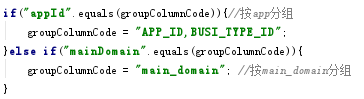 if("appId".equals(groupColumnCode)){//按app分组
groupColumnCode = "APP_ID,BUSI_TYPE_ID";
}else if("mainDomain".equals(groupColumnCode)){
groupColumnCode = "main_domain"; //按main_domain分组
}